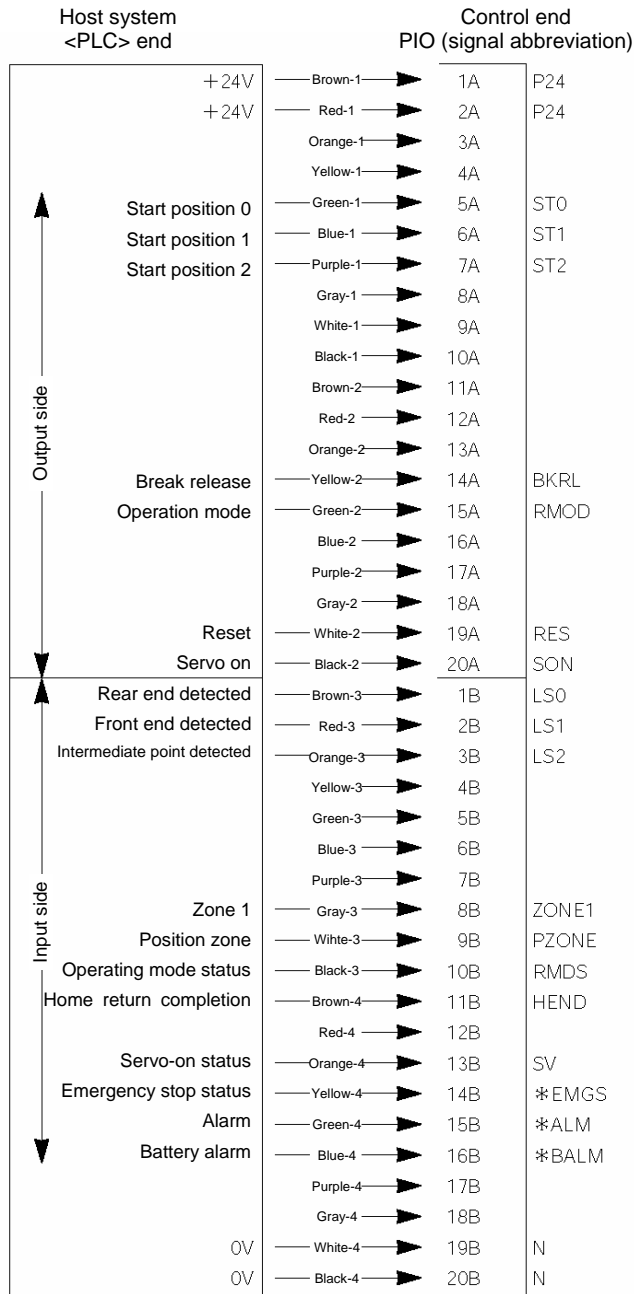 Host system
<PLC> end
Control end
PIO (signal abbreviation)
+24V Brown-1 1A P24
+24V Red-1 2A P24
Orange-1 3A
Yellow-1 4A
Start position 0 Green-1 5A ST0
Start position 1 Blue-1 6A ST1
Start position 2 Purple-1 7A ST2
Gray-1 8A
White-1 9A
Black-1 10A
Brown-2 11A
Red-2 12A
Orange-2 13A
Break release Yellow-2 14A BKRL
Operation mode Green-2 15A RMOD
Blue-2 16A
Purple-2 17A
Gray-2 18A
Reset White-2 19A RES
Servo on Black-2 20A SON
Output side
Rear end detected Brown-3 1B LS0
Front end detected Red-3 2B LS1
Intermediate point detected Orange-3 3B LS2
Yellow-3 4B
Green-3 5B
Blue-3 6B
Purple-3 7B
Zone 1 Gray-3 8B ZONE1
Position zone Wihte-3 9B PZONE
Operating mode status Black-3 10B RMDS
Home return completion Brown-4 11B HEND
Red-4 12B
Servo-on status Orange-4 13B SV
Emergency stop status Yellow-4 14B *EMGS
Alarm Green-4 15B *ALM
Battery alarm Blue-4 16B *BALM
Input side
Purple-4 17B
Gray-4 18B
0V White-4 19B N
0V Black-4 20B N